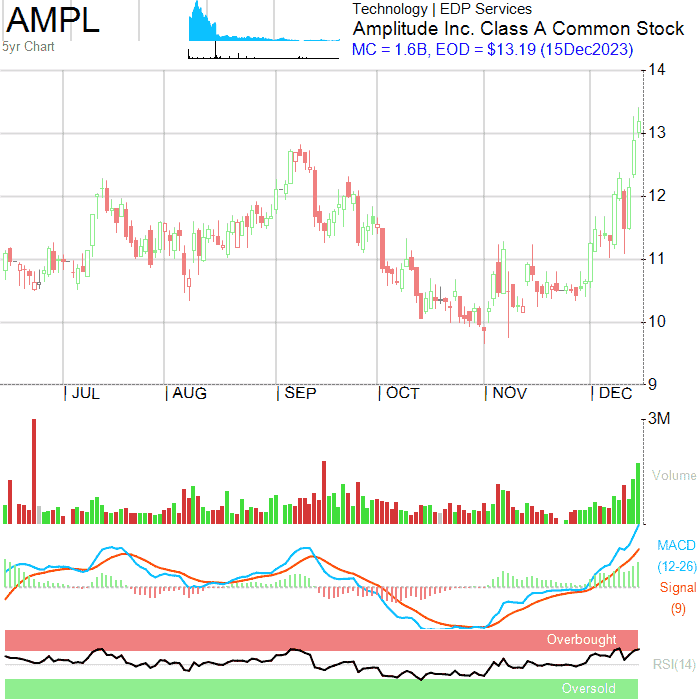 AMPL
5yr Chart
Technology | EDP Services
Amplitude Inc. Class A Common Stock
MC = 1.6B, EOD = $13.19 (15Dec2023)
14
13
12
11
10
9
| JUL | AUG | SEP | OCT | NOV | DEC
3M
Volume
MACD
(12-26)
Signal
(9)
Overbought
RSI(14)
Oversold